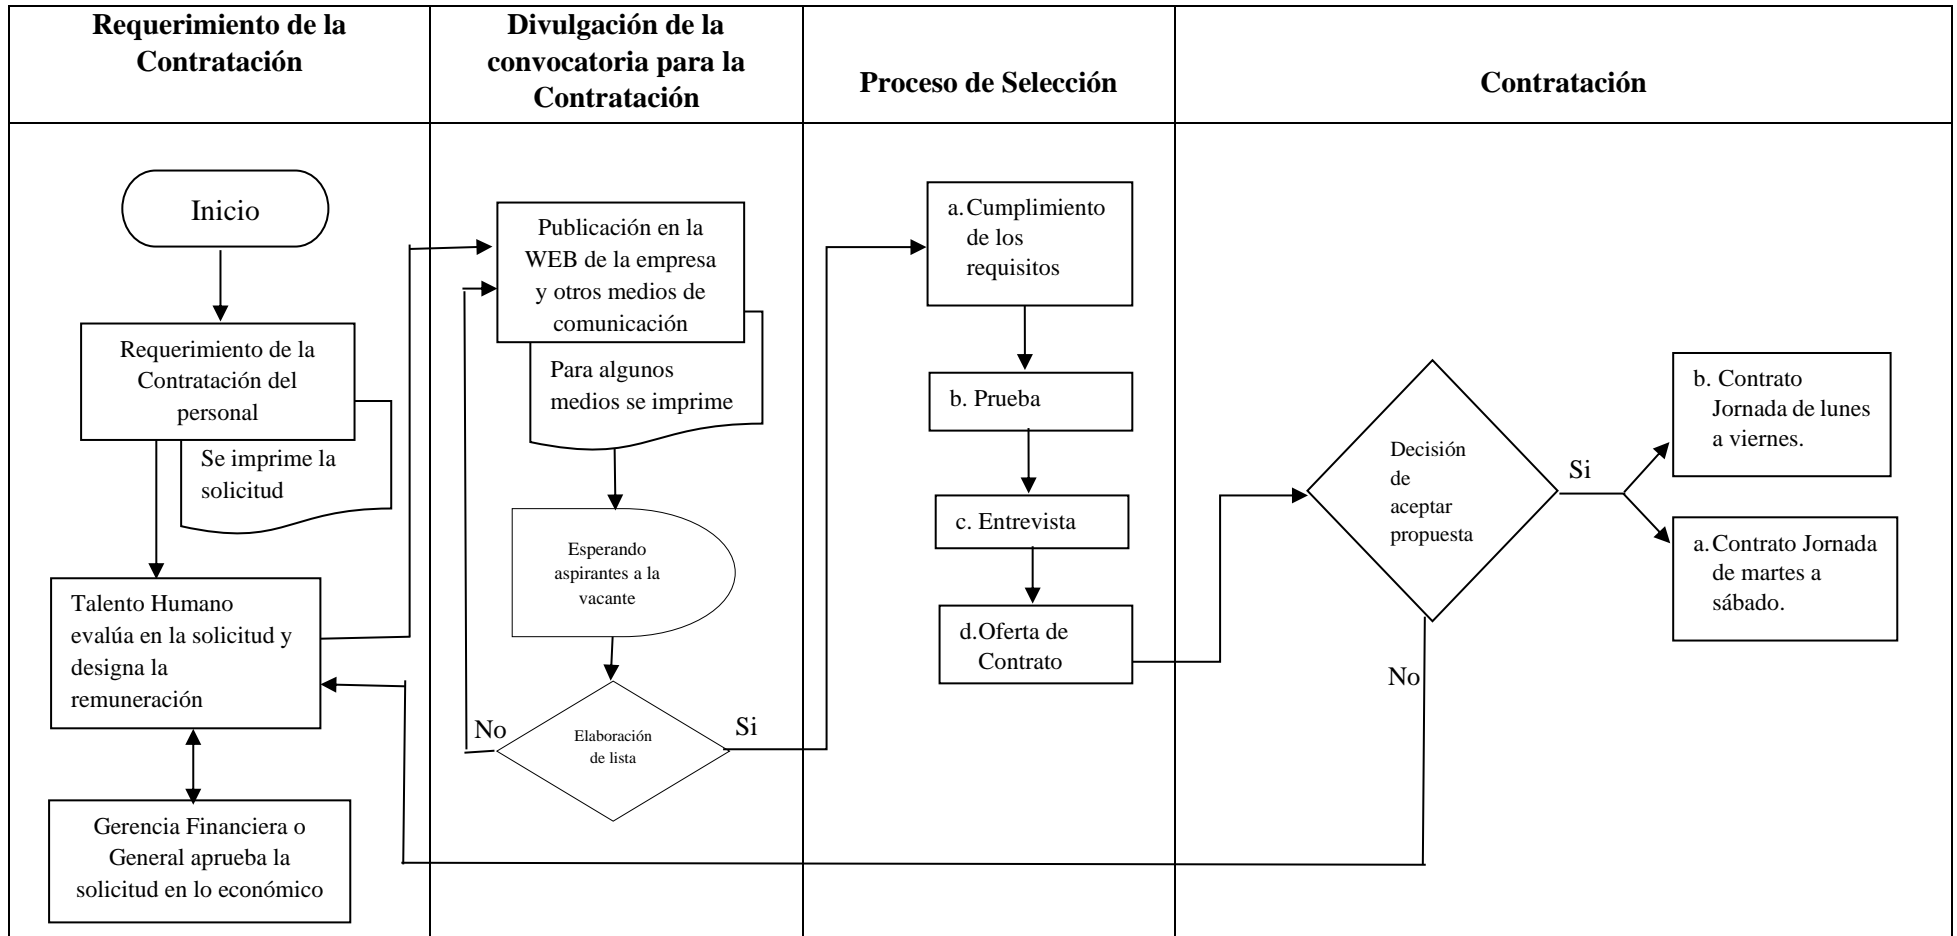 Requerimiento de la
Contratación
Divulgación de la
convocatoria para la
Contratación
Proceso de Selección
Contratación
Inicio
Requerimiento de la
Contratación del
personal
Se imprime la
solicitud
Talento Humano
evalúa en la solicitud y
designa la
remuneración
Gerencia Financiera o
General aprueba la
solicitud en lo económico
Publicación en la
WEB de la empresa
y otros medios de
comunicación
Para algunos
medios se imprime
Esperando
aspirantes a la
vacante
No
Elaboración
de lista
Si
a. Cumplimiento
de los
requisitos
b. Prueba
c. Entrevista
d.Oferta de
Contrato
Decisión
de
aceptar
propuesta
Si
No
b. Contrato
Jornada de lunes
a viernes.
a. Contrato Jornada
de martes a
sábado.